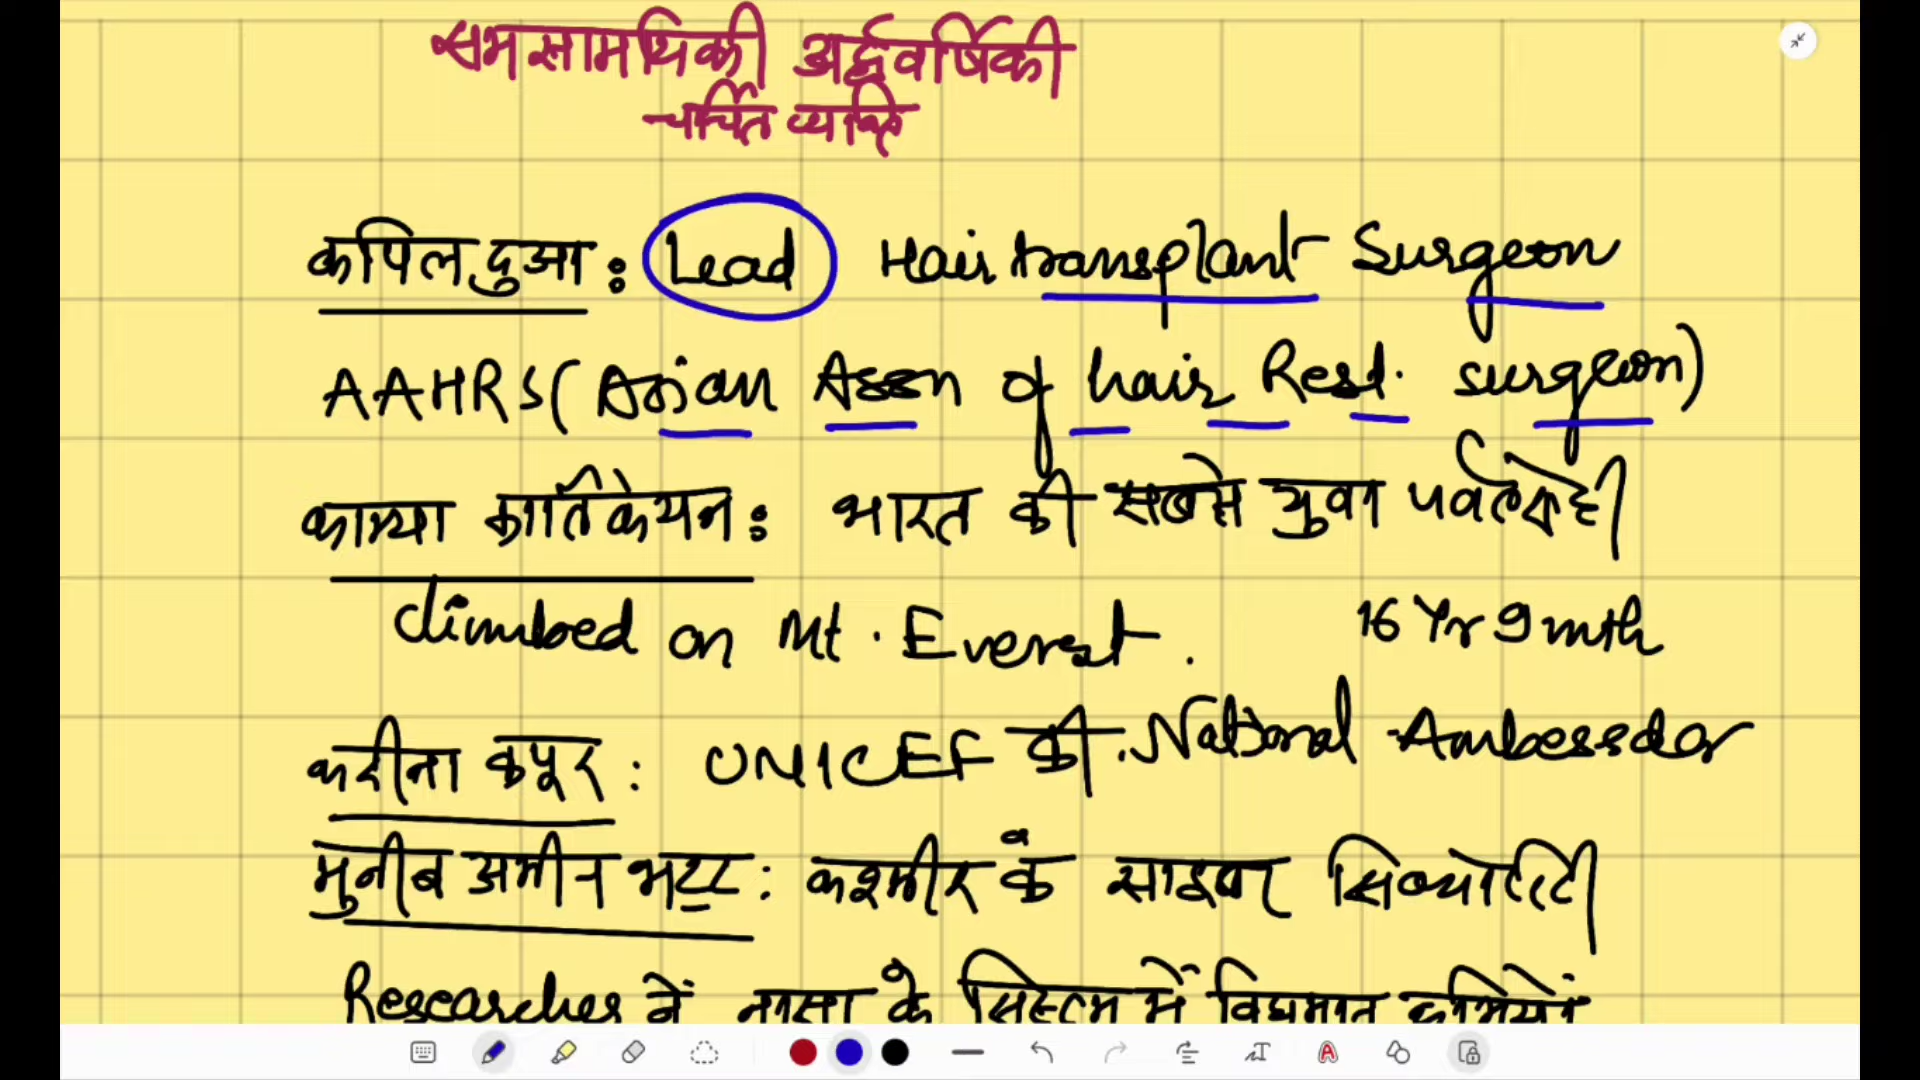 समसामयिकी अर्द्धवार्षिकी
चर्चित व्यक्ति
कपिल दुआ: Lead Hair transplant Surgeon
AAHRS (Asian Assn of hair Rest. surgeon)
काम्या कार्तिकेयन: भारत की सबसे युवा पर्वतारोही
climbed on Mt. Everest. 16 Yr 9 mth
करीना कपूर: UNICEF की National Ambessador
मुनीब अमीन भट्ट: कश्मीर के साइबर सिक्योरिटी
Researcher ने नासा के सिस्टम में विद्यमान कमियों